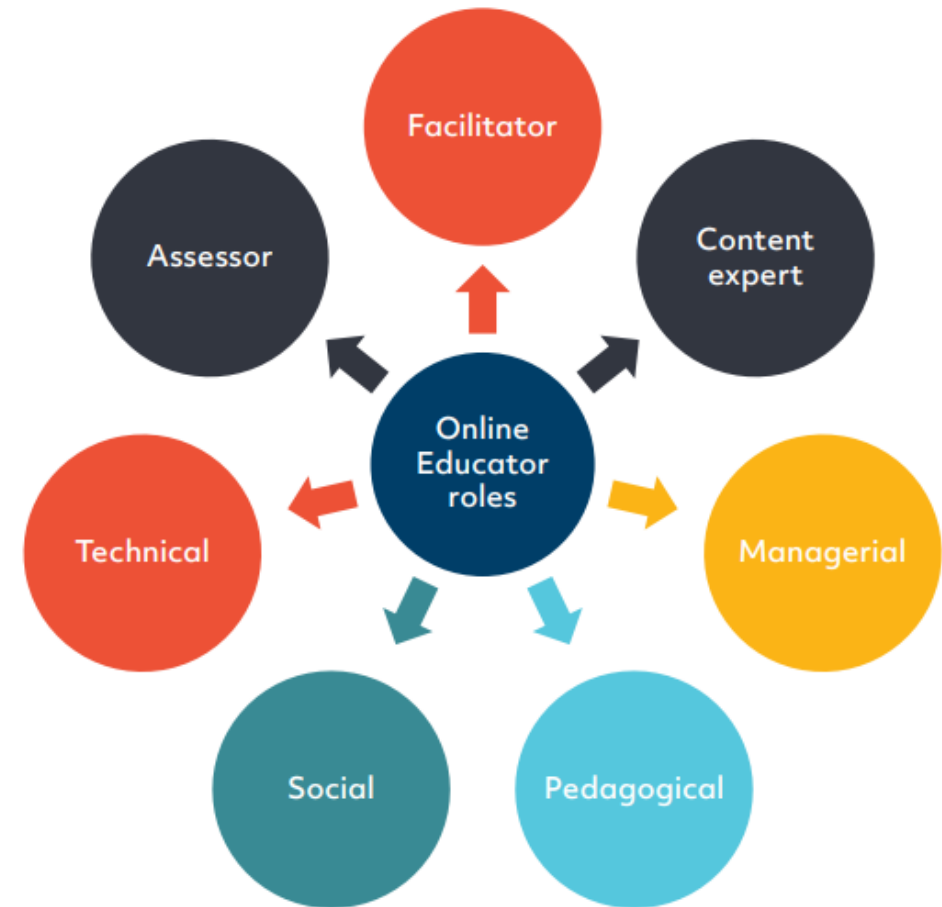 Facilitator
Content
expert
Managerial
Pedagogical
Social
Technical
Assessor
Online
Educator
roles